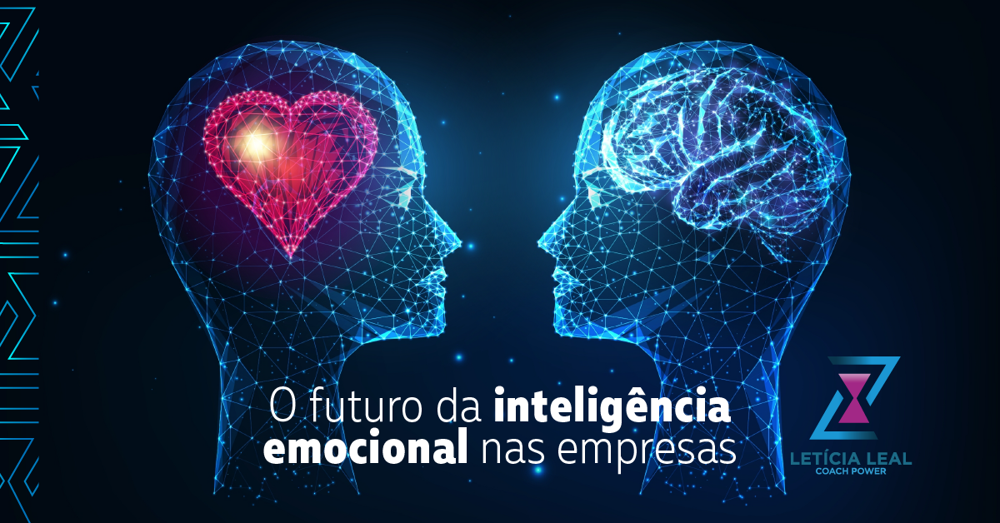 O futuro da inteligência
emocional nas empresas
LETÍCIA LEAL
COACH POWER